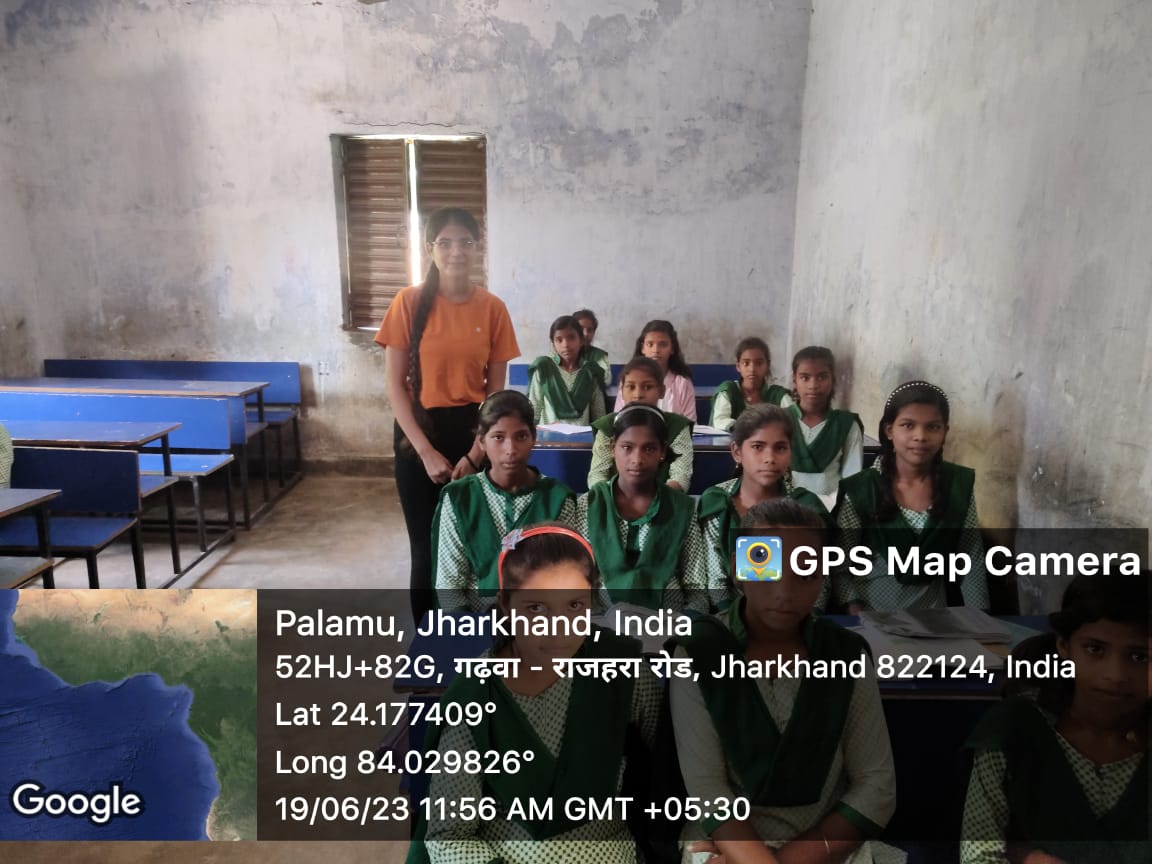 GPS Map Camera
Palamu, Jharkhand, India
52HJ+82G, गढ़वा - राजहरा रोड, Jharkhand 822124, India
Lat 24.177409°
Long 84.029826°
19/06/23 11:56 AM GMT +05:30
Google